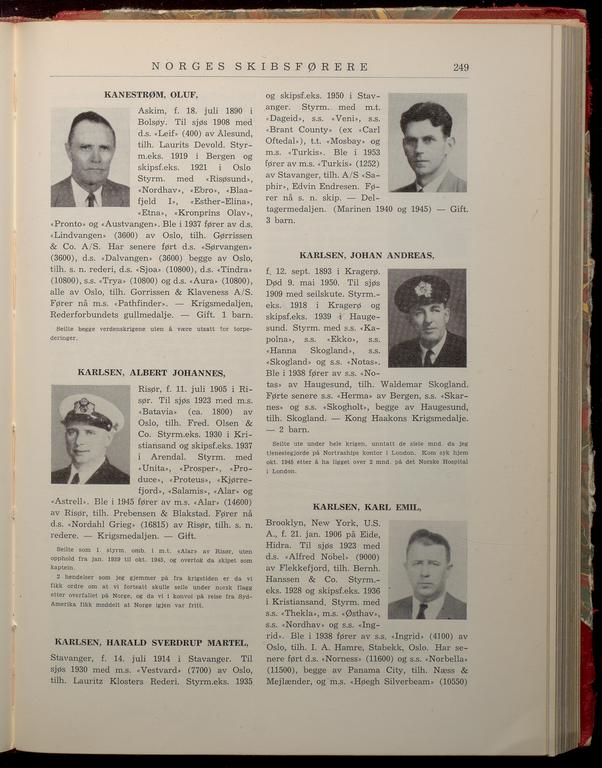 NORGES SKIBSFØRERE 249
KANESTRØM, OLUF,
Askim, f. 18. juli 1890 i
Bolsøy. Til sjøs 1908 med
d.s. «Leif» (400) av Ålesund,
tilh. Laurits Devold. Styr-
m.eks. 1919 i Bergen og
skipsf.eks. 1921 i Oslo
Styrm. med «Risøsund»,
«Nordhav», «Ebro», «Blaa-
fjeld I», «Esther-Elina»,
«Etna», «Kronprins Olav»,
«Pronto» og «Austvangen». Ble i 1937 fører av d.s.
«Lindvangen» (3600) av Oslo, tilh. Gørrissen
& Co. A/S. Har senere ført d.s. «Sørvangen»
(3600), d.s. «Dalvangen» (3600) begge av Oslo,
tilh. s. n. rederi, d.s. «Sjoa» (10800), d.s. «Tindra»
(10800), s.s. «Trya» (10800) og d.s. «Aura» (10800),
alle av Oslo, tilh. Gorrissen & Klaveness A/S.
Fører nå m.s. «Pathfinder». — Krigsmedaljen,
Rederforbundets gullmedalje. — Gift. 1 barn.
Seilte begge verdenskrigene uten å være utsatt for torpe-
deringer.
KARLSEN, ALBERT JOHANNES,
Risør, f. 11. juli 1905 i Ri-
sør. Til sjøs 1923 med m.s.
«Batavia» (ca. 1800) av
Oslo, tilh. Fred. Olsen &
Co. Styrm.eks. 1930 i Kri-
stiansand og skipsf.eks. 1937
i Arendal. Styrm. med
«Unita», «Prosper», «Pro-
duce», «Proteus», «Kjørre-
fjord», «Salamis», «Alar» og
«Astrell». Ble i 1945 fører av m.s. «Alar» (14600)
av Risør, tilh. Prebensen & Blakstad. Fører nå
d.s. «Nordahl Grieg» (16815) av Risør, tilh. s. n.
redere. — Krigsmedaljen. — Gift.
Seilte som 1. styrm. omb. i m.t. «Alar» av Risør, uten
opphold fra jan. 1939 til okt. 1945, og overtok da skipet som
kaptein.
2 hendelser som jeg gjemmer på fra krigstiden er da vi
fikk ordre om at vi fortsatt skulle seile under norsk flagg
etter overfallet på Norge, og da vi i konvoi på reise fra Syd-
Amerika fikk meddelt at Norge igjen var fritt.
KARLSEN, HARALD SVERDRUP MARTEL,
Stavanger, f. 14. juli 1914 i Stavanger. Til
sjøs 1930 med m.s. «Vestvard» (7700) av Oslo,
tilh. Lauritz Klosters Rederi. Styrm.eks. 1935
og skipsf.eks. 1950 i Stav-
anger. Styrm. med m.t.
«Dageid», s.s. «Veni», s.s.
«Brant County» (ex «Carl
Oftedal»), t.t. «Mosbay» og
m.s. «Turkis». Ble i 1953
fører av m.s. «Turkis» (1252)
av Stavanger, tilh. A/S «Sa-
phir», Edvin Endresen. Fø-
rer nå s. n. skip. — Del-
tagermedaljen. (Marinen 1940 og 1945) — Gift.
3 barn.
KARLSEN, JOHAN ANDREAS,
f. 12. sept. 1893 i Kragerø.
Død 9. mai 1950. Til sjøs
1909 med seilskute. Styrm.-
eks. 1918 i Kragerø og
skipsf.eks. 1939 i Hauge-
sund. Styrm. med s.s. «Ka-
polna», s.s. «Ekko», s.s.
«Hanna Skogland», s.s.
«Skogland» og s.s. «Notas».
Ble i 1938 fører av s.s. «No-
tas» av Haugesund, tilh. Waldemar Skogland.
Førte senere s.s. «Herma» av Bergen, s.s. «Skar-
nes» og s.s. «Skogholt», begge av Haugesund,
tilh. Skogland. — Kong Haakons Krigsmedalje.
— 2 barn.
Seilte ute under hele krigen, unntatt de siste mnd. da jeg
tjenestegjorde på Nortraships kontor i London. Kom syk hjem
okt. 1945 etter å ha ligget over 2 mnd. på det Norske Hospital
i London.
KARLSEN, KARL EMIL,
Brooklyn, New York, U.S.
A., f. 21. jan. 1906 på Eide,
Hidra. Til sjøs 1923 med
d.s. «Alfred Nobel» (9000)
av Flekkefjord, tilh. Bernh.
Hanssen & Co. Styrm.-
eks. 1928 og skipsf.eks. 1936
i Kristiansand. Styrm. med
s.s. «Thekla», m.s. «Østhav»,
s.s. «Nordhav» og s.s. «Ing-
rid». Ble i 1938 fører av s.s. «Ingrid» (4100) av
Oslo, tilh. I. A. Hamre, Stabekk, Oslo. Har se-
nere ført d.s. «Norness» (11600) og s.s. «Norbella»
(11500), begge av Panama City, tilh. Næss &
Mejlænder, og m.s. «Høegh Silverbeam» (10550)